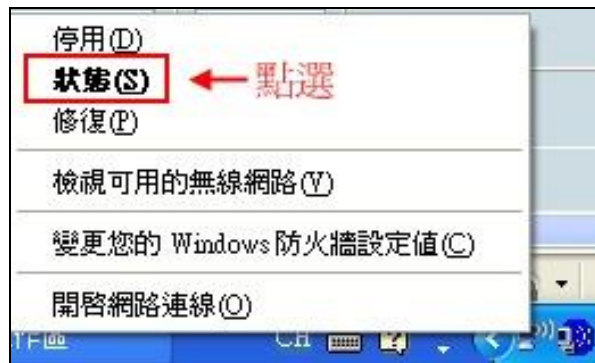 停用(D)
狀態(S) 點選
修復(P)
檢視可用的無線網路(V)
變更您的 Windows 防火牆設定值(C)
開啓網路連線(O)
CH